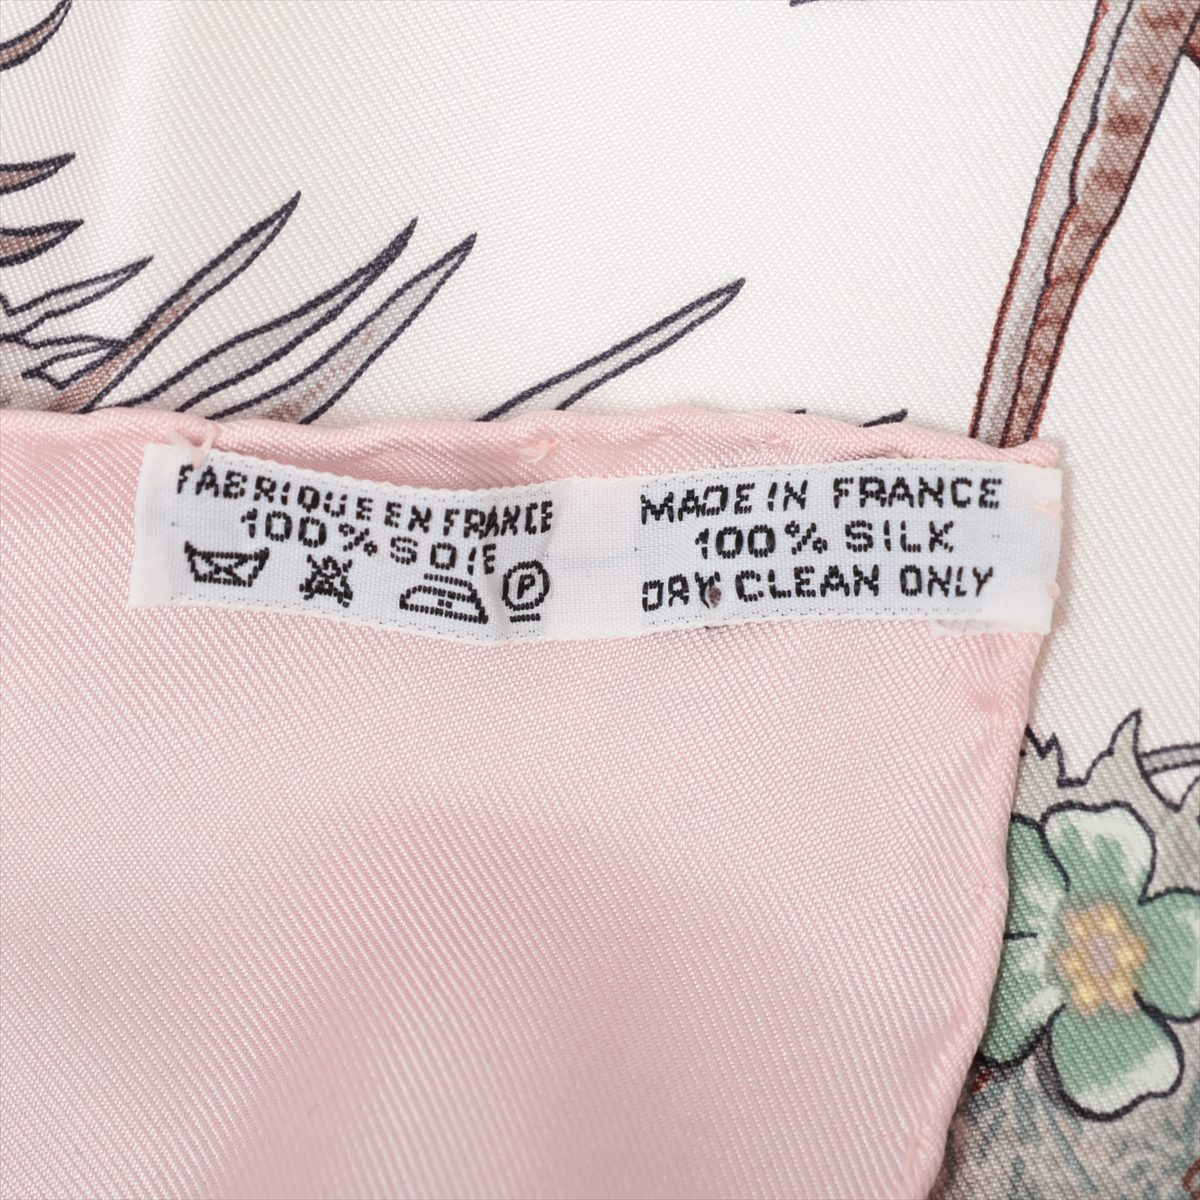 FABRIQUE EN FRANCE
100% SOIE
P
MADE IN FRANCE
100% SILK
DRY CLEAN ONLY